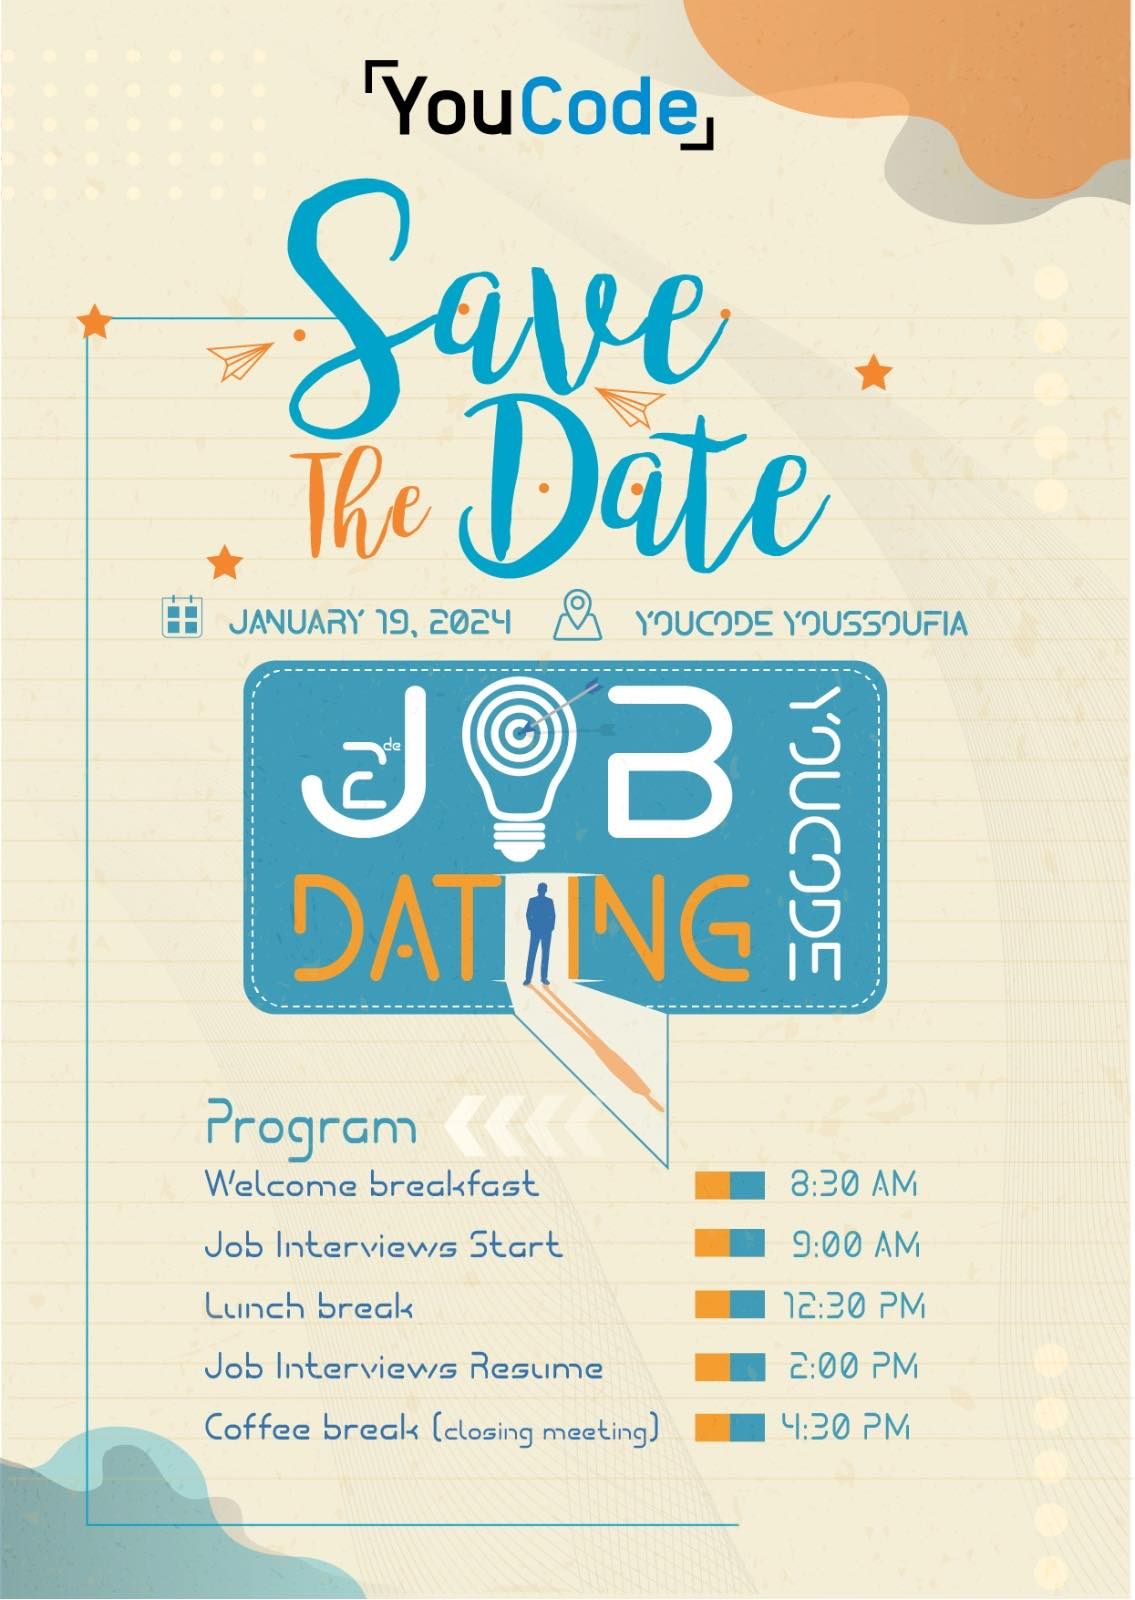 YouCode
Save
The Date
JANUARY 19, 2024
YOUCODE YOUSSOUFIA
2de
JOB
DATING
YOUCODE
Program
Welcome breakfast 8:30 AM
Job Interviews Start 9:00 AM
Lunch break 12:30 PM
Job Interviews Resume 2:00 PM
Coffee break (closing meeting) 4:30 PM